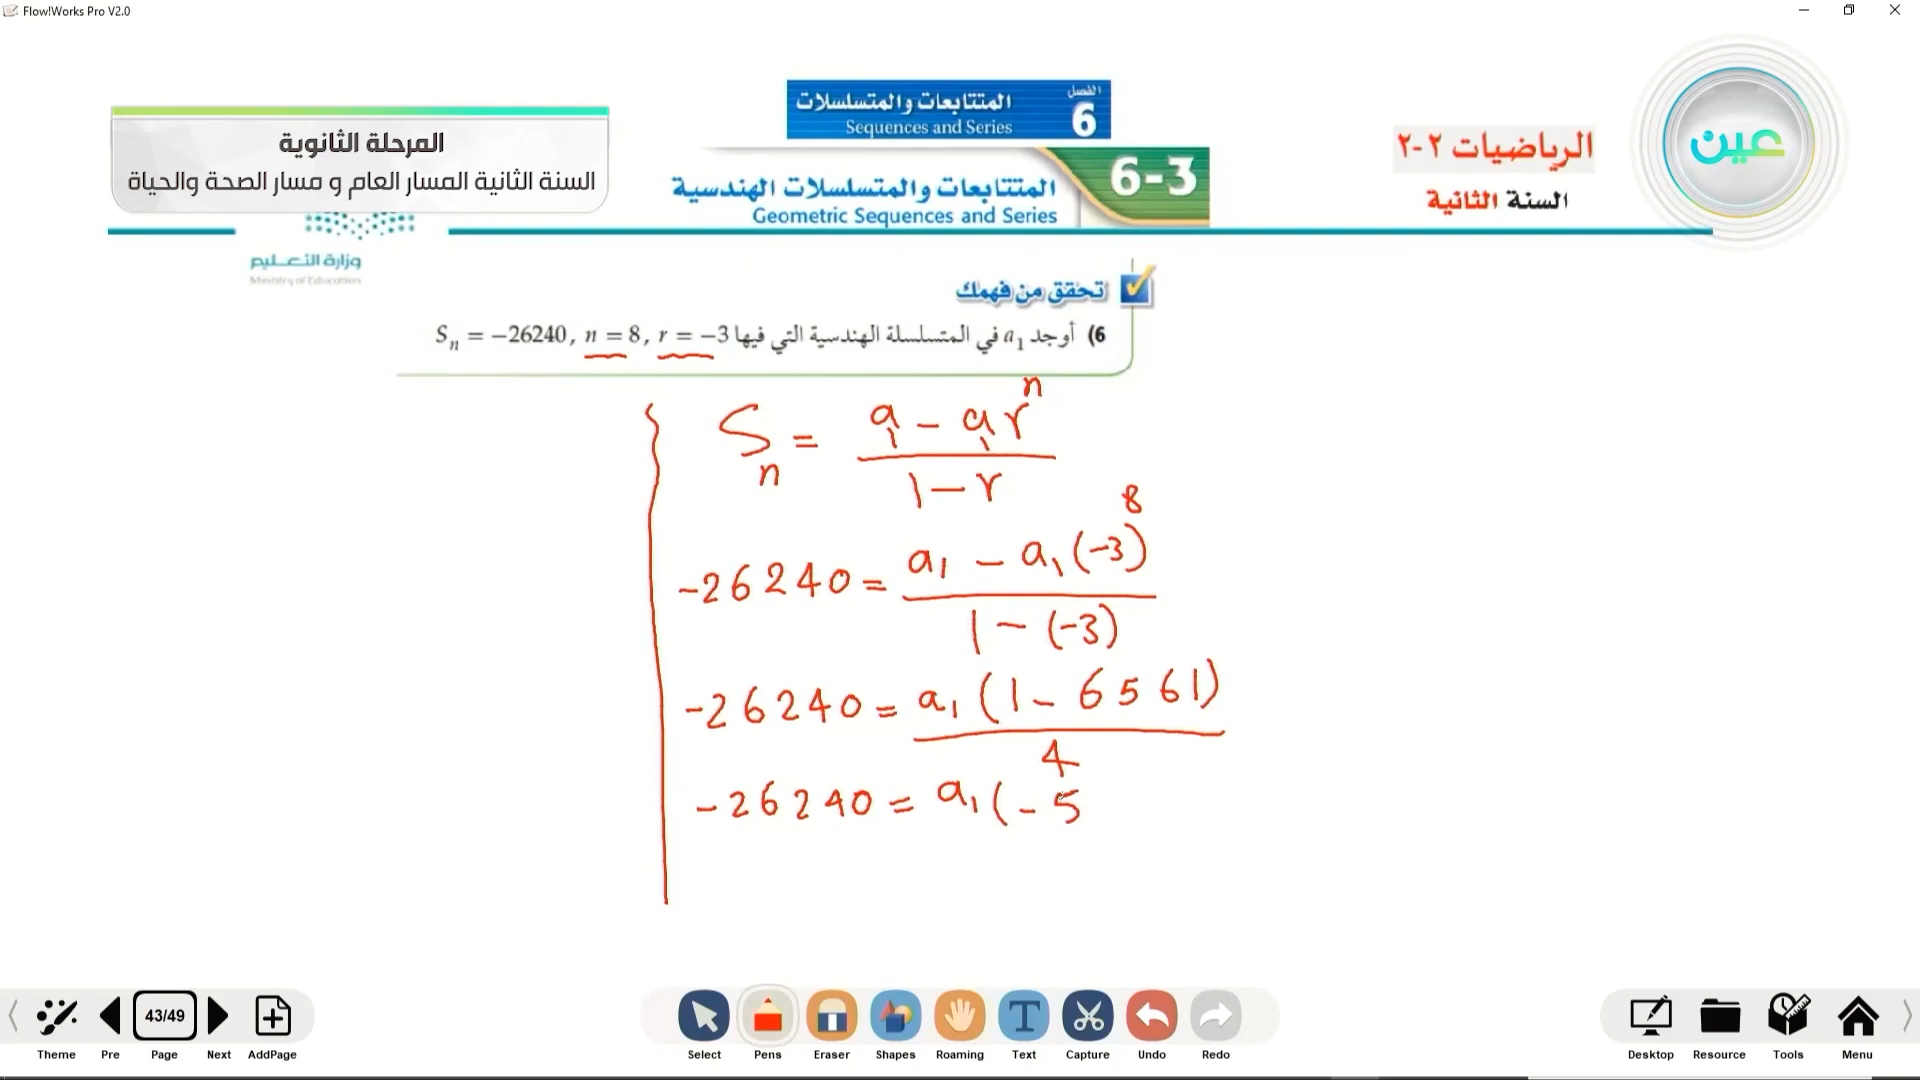 Flow!Works Pro V2.0
المرحلة الثانوية
السنة الثانية المسار العام و مسار الصحة والحياة
وزارة التعليم
Ministry of Education
الفصل 6
المتتابعات والمتسلسلات
Sequences and Series
6-3
المتتابعات والمتسلسلات الهندسية
Geometric Sequences and Series
الرياضيات ٢-٢
السنة الثانية
عين
تحقق من فهمك
6) أوجد a₁ في المتسلسلة الهندسية التي فيها Sₙ = −26240, n = 8, r = −3
Sₙ = (a₁ − a₁rⁿ) / (1 − r)
-26240 = (a₁ − a₁(-3)⁸) / (1 − (-3))
-26240 = a₁(1 − 6561) / 4
-26240 = a₁(-5
43/49
Theme Pre Page Next AddPage
Select Pens Eraser Shapes Roaming Text Capture Undo Redo
Desktop Resource Tools Menu